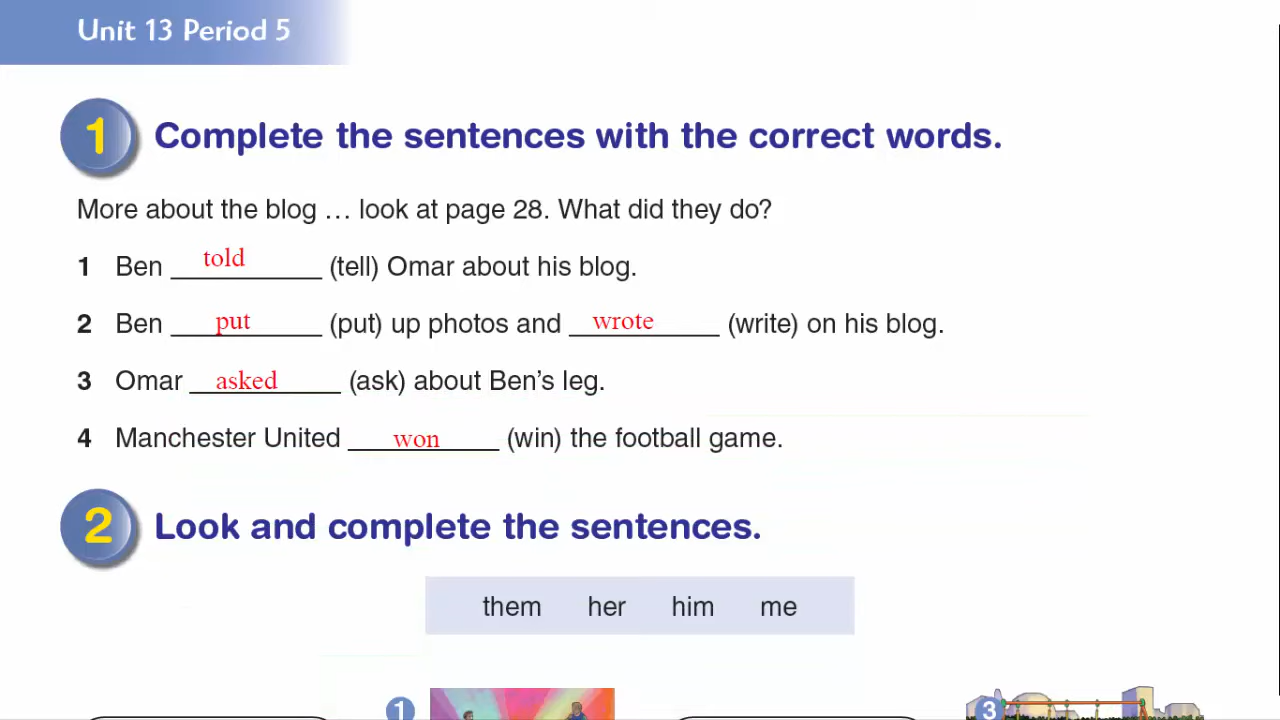 Unit 13 Period 5
1 Complete the sentences with the correct words.
More about the blog … look at page 28. What did they do?
1 Ben told (tell) Omar about his blog.
2 Ben put (put) up photos and wrote (write) on his blog.
3 Omar asked (ask) about Ben's leg.
4 Manchester United won (win) the football game.
2 Look and complete the sentences.
them her him me
1 3